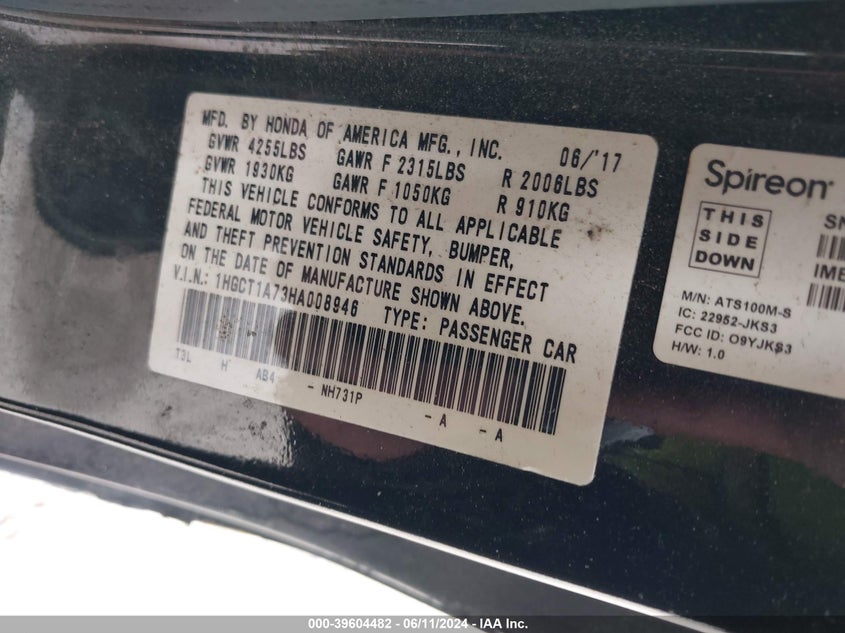 MFD. BY HONDA OF AMERICA MFG., INC. 06/'17
GVWR 4255LBS GAWR F 2315LBS R 2006LBS
GVWR 1930KG GAWR F 1050KG R 910KG
THIS VEHICLE CONFORMS TO ALL APPLICABLE
FEDERAL MOTOR VEHICLE SAFETY, BUMPER,
AND THEFT PREVENTION STANDARDS IN EFFECT
ON THE DATE OF MANUFACTURE SHOWN ABOVE.
V.I.N.: 1HGCT1A73HA008946 TYPE: PASSENGER CAR
T3L H AB4 - NH731P - A - A
Spireon
THIS
SIDE
DOWN
SN
IME
M/N: ATS100M-S
IC: 22952-JKS3
FCC ID: O9YJKS3
H/W: 1.0
000-39604482 - 06/11/2024 - IAA Inc.